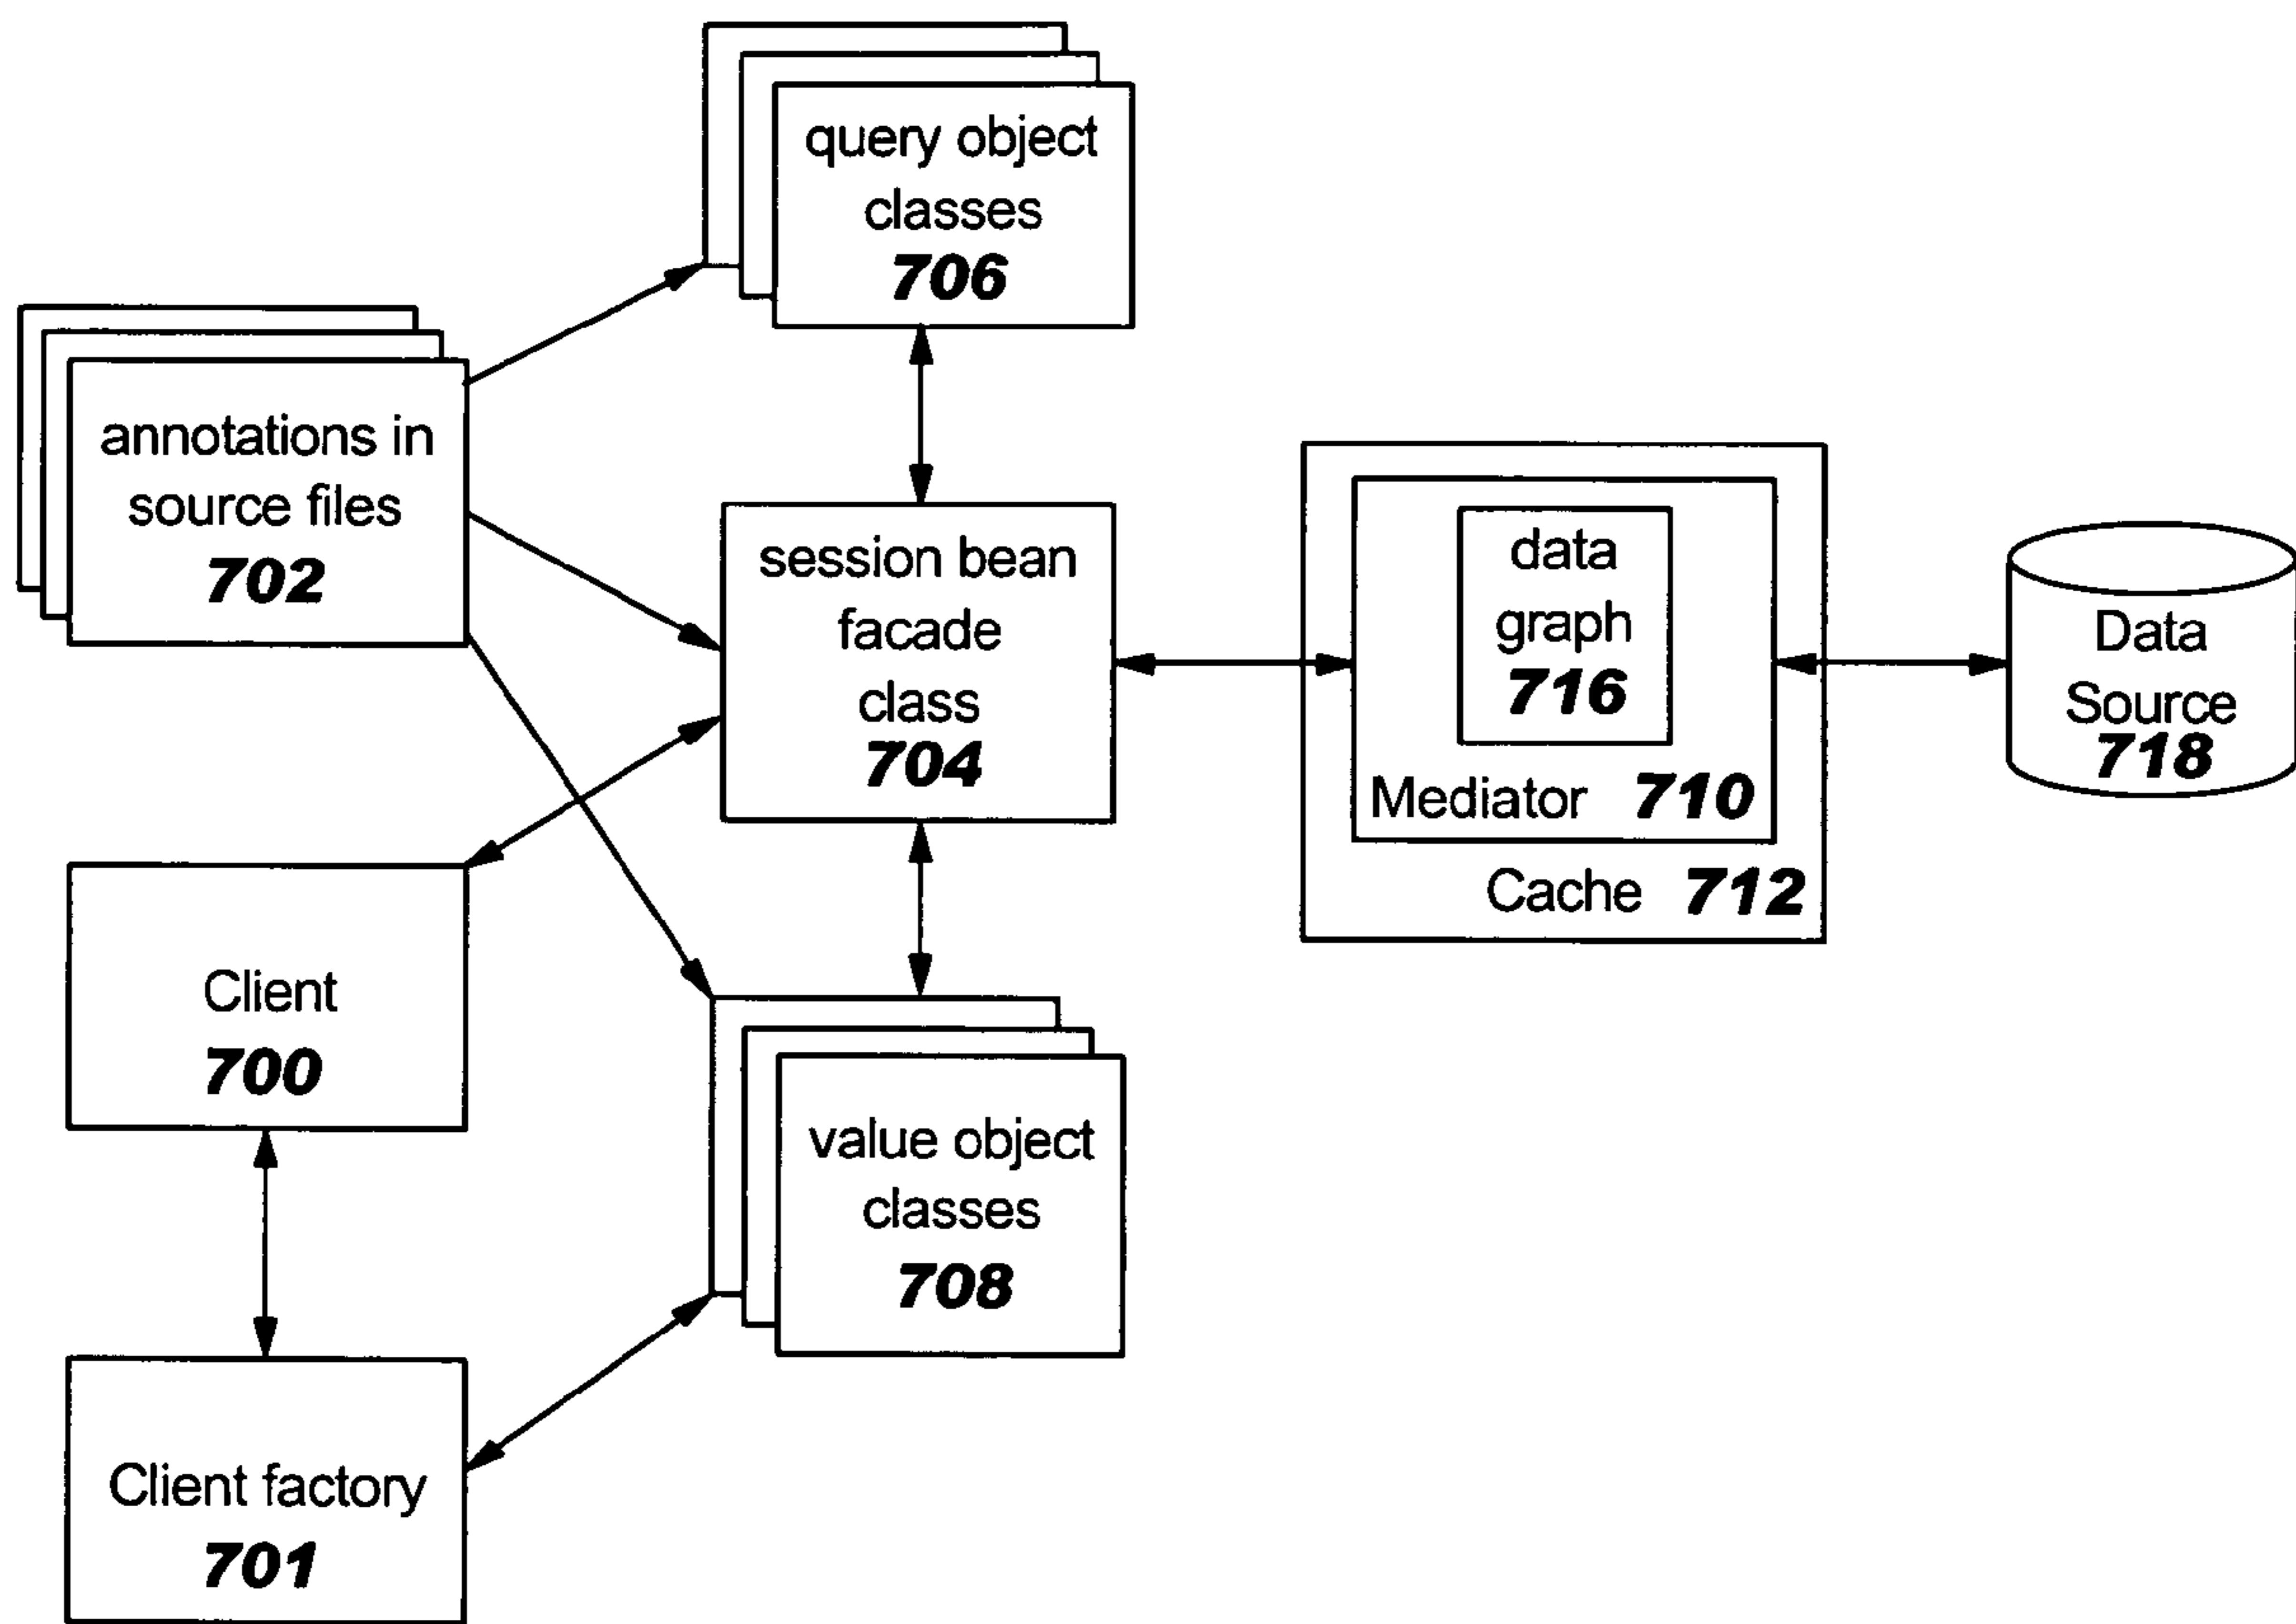 query object
classes
706
annotations in
source files
702
session bean
facade
class
704
data
graph
716
Mediator 710
Cache 712
Data
Source
718
Client
700
value object
classes
708
Client factory
701